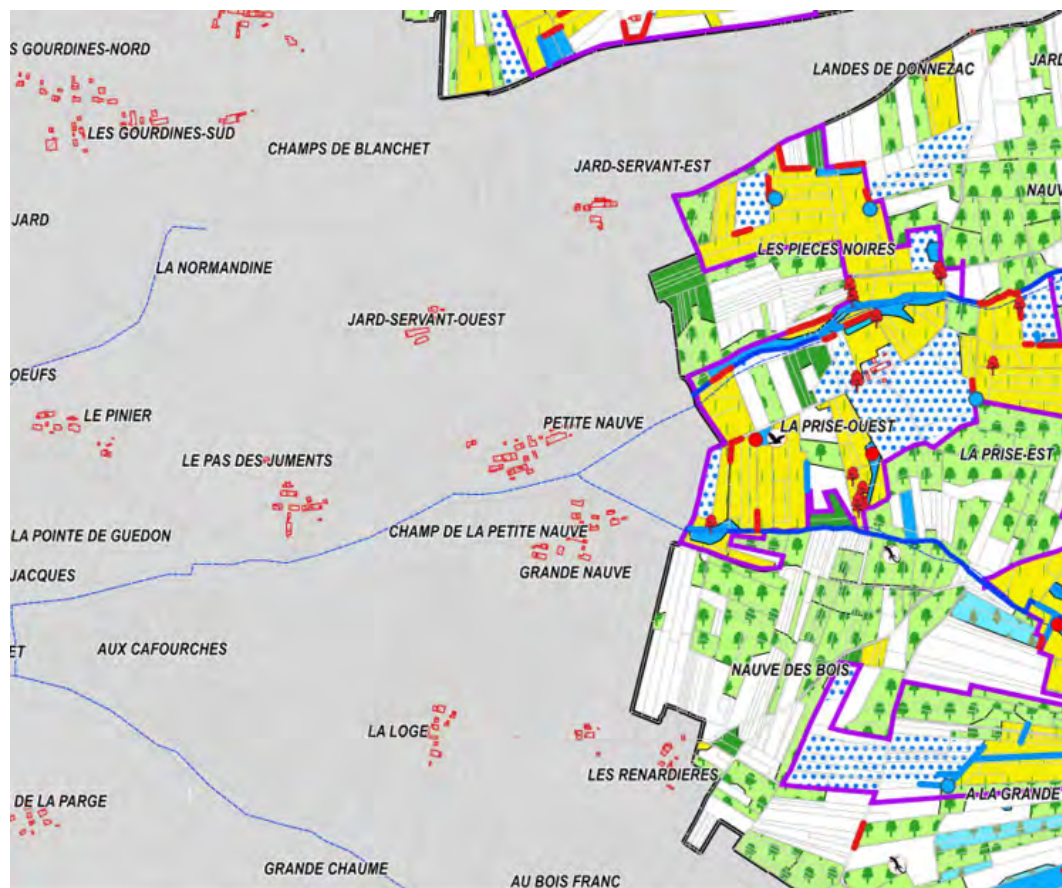 S GOURDINES-NORD
LANDES DE DONNEZAC
JARD
LES GOURDINES-SUD
CHAMPS DE BLANCHET
JARD-SERVANT-EST
NAUV
JARD
LES PIECES NOIRES
LA NORMANDINE
JARD-SERVANT-OUEST
OEUFS
LE PINIER
PETITE NAUVE
LA PRISE-OUEST
LA PRISE-EST
LE PAS DES JUMENTS
LA POINTE DE GUEDON
CHAMP DE LA PETITE NAUVE
JACQUES
GRANDE NAUVE
ET
AUX CAFOURCHES
NAUVE DES BOIS
LA LOGE
LES RENARDIERES
DE LA PARGE
A LA GRANDE
GRANDE CHAUME
AU BOIS FRANC